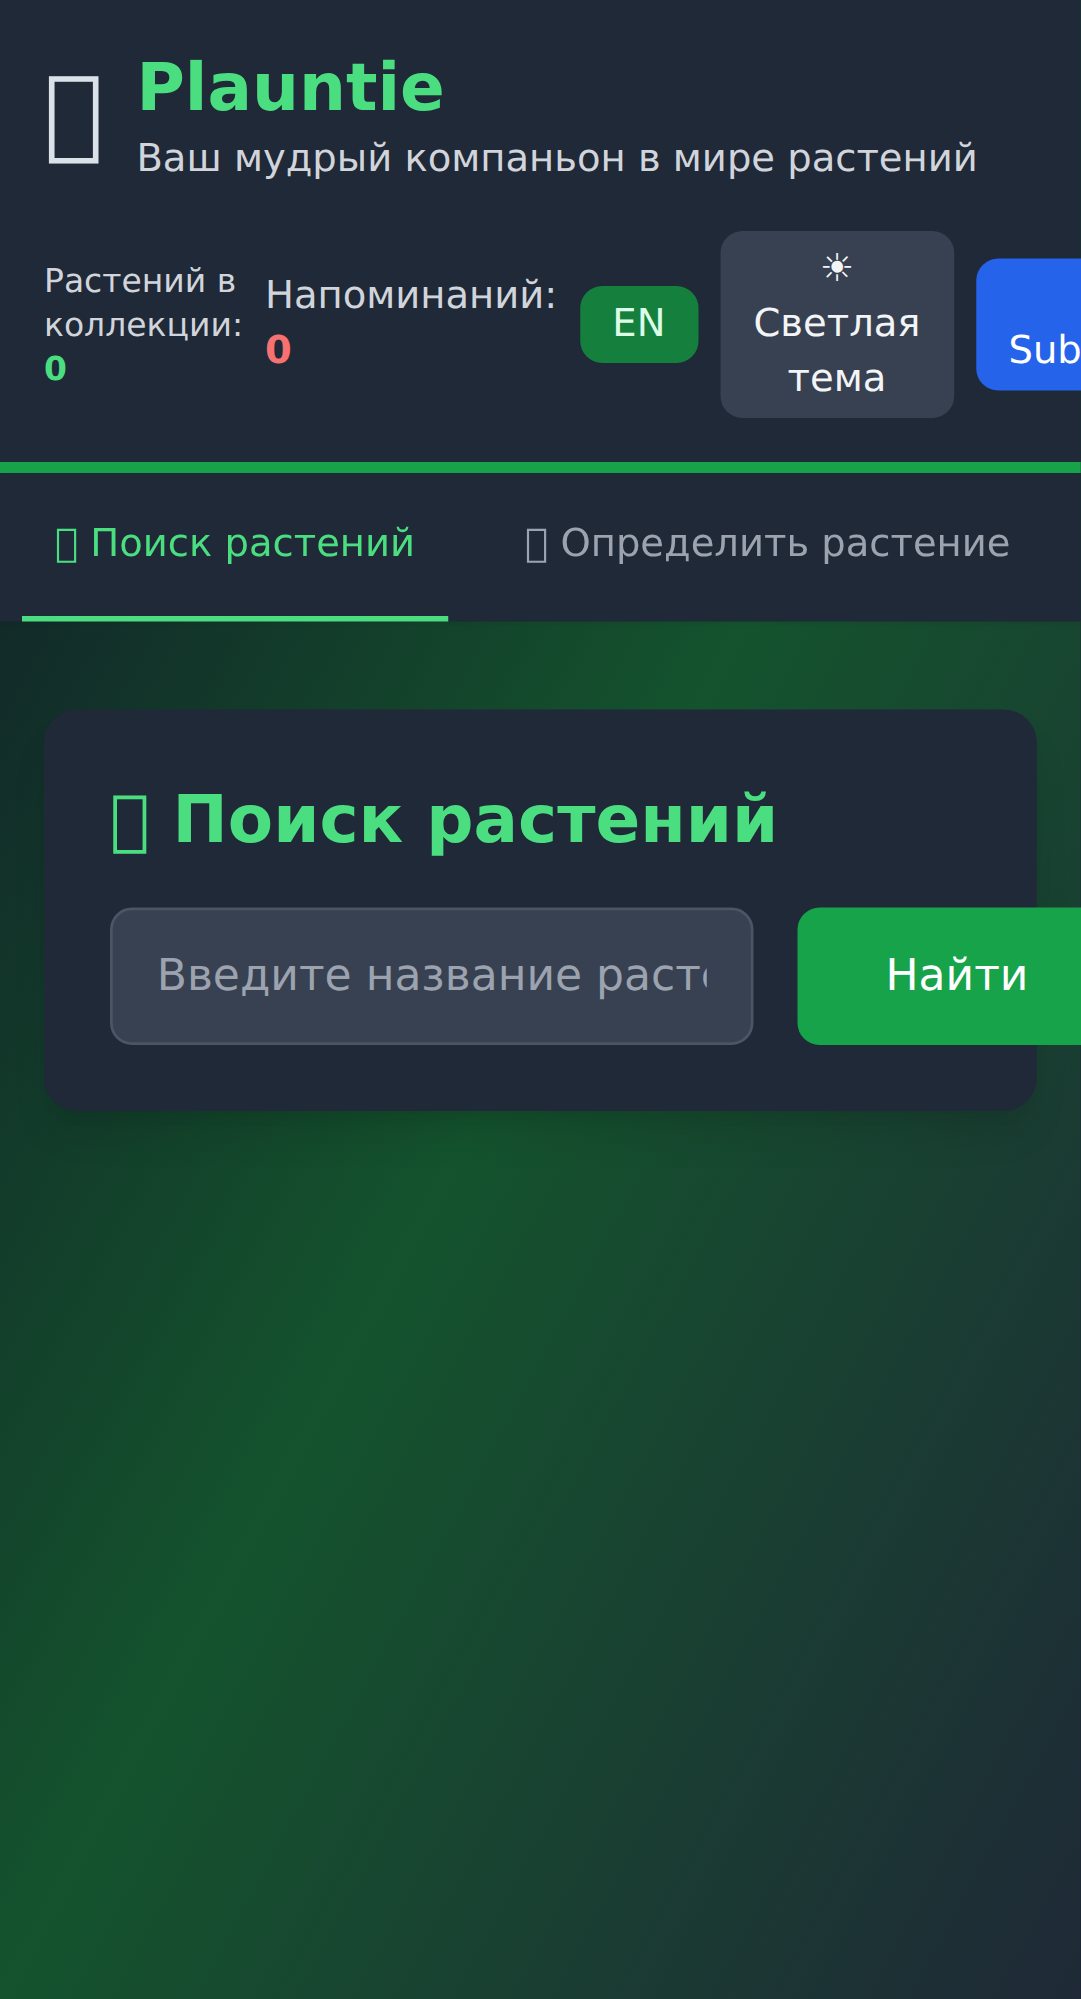 Plauntie
Ваш мудрый компаньон в мире растений
Растений в
коллекции:
0
Напоминаний:
0
EN
☀
Светлая
тема
Sub
Поиск растений
Определить растение
Поиск растений
Введите название раст
Найти